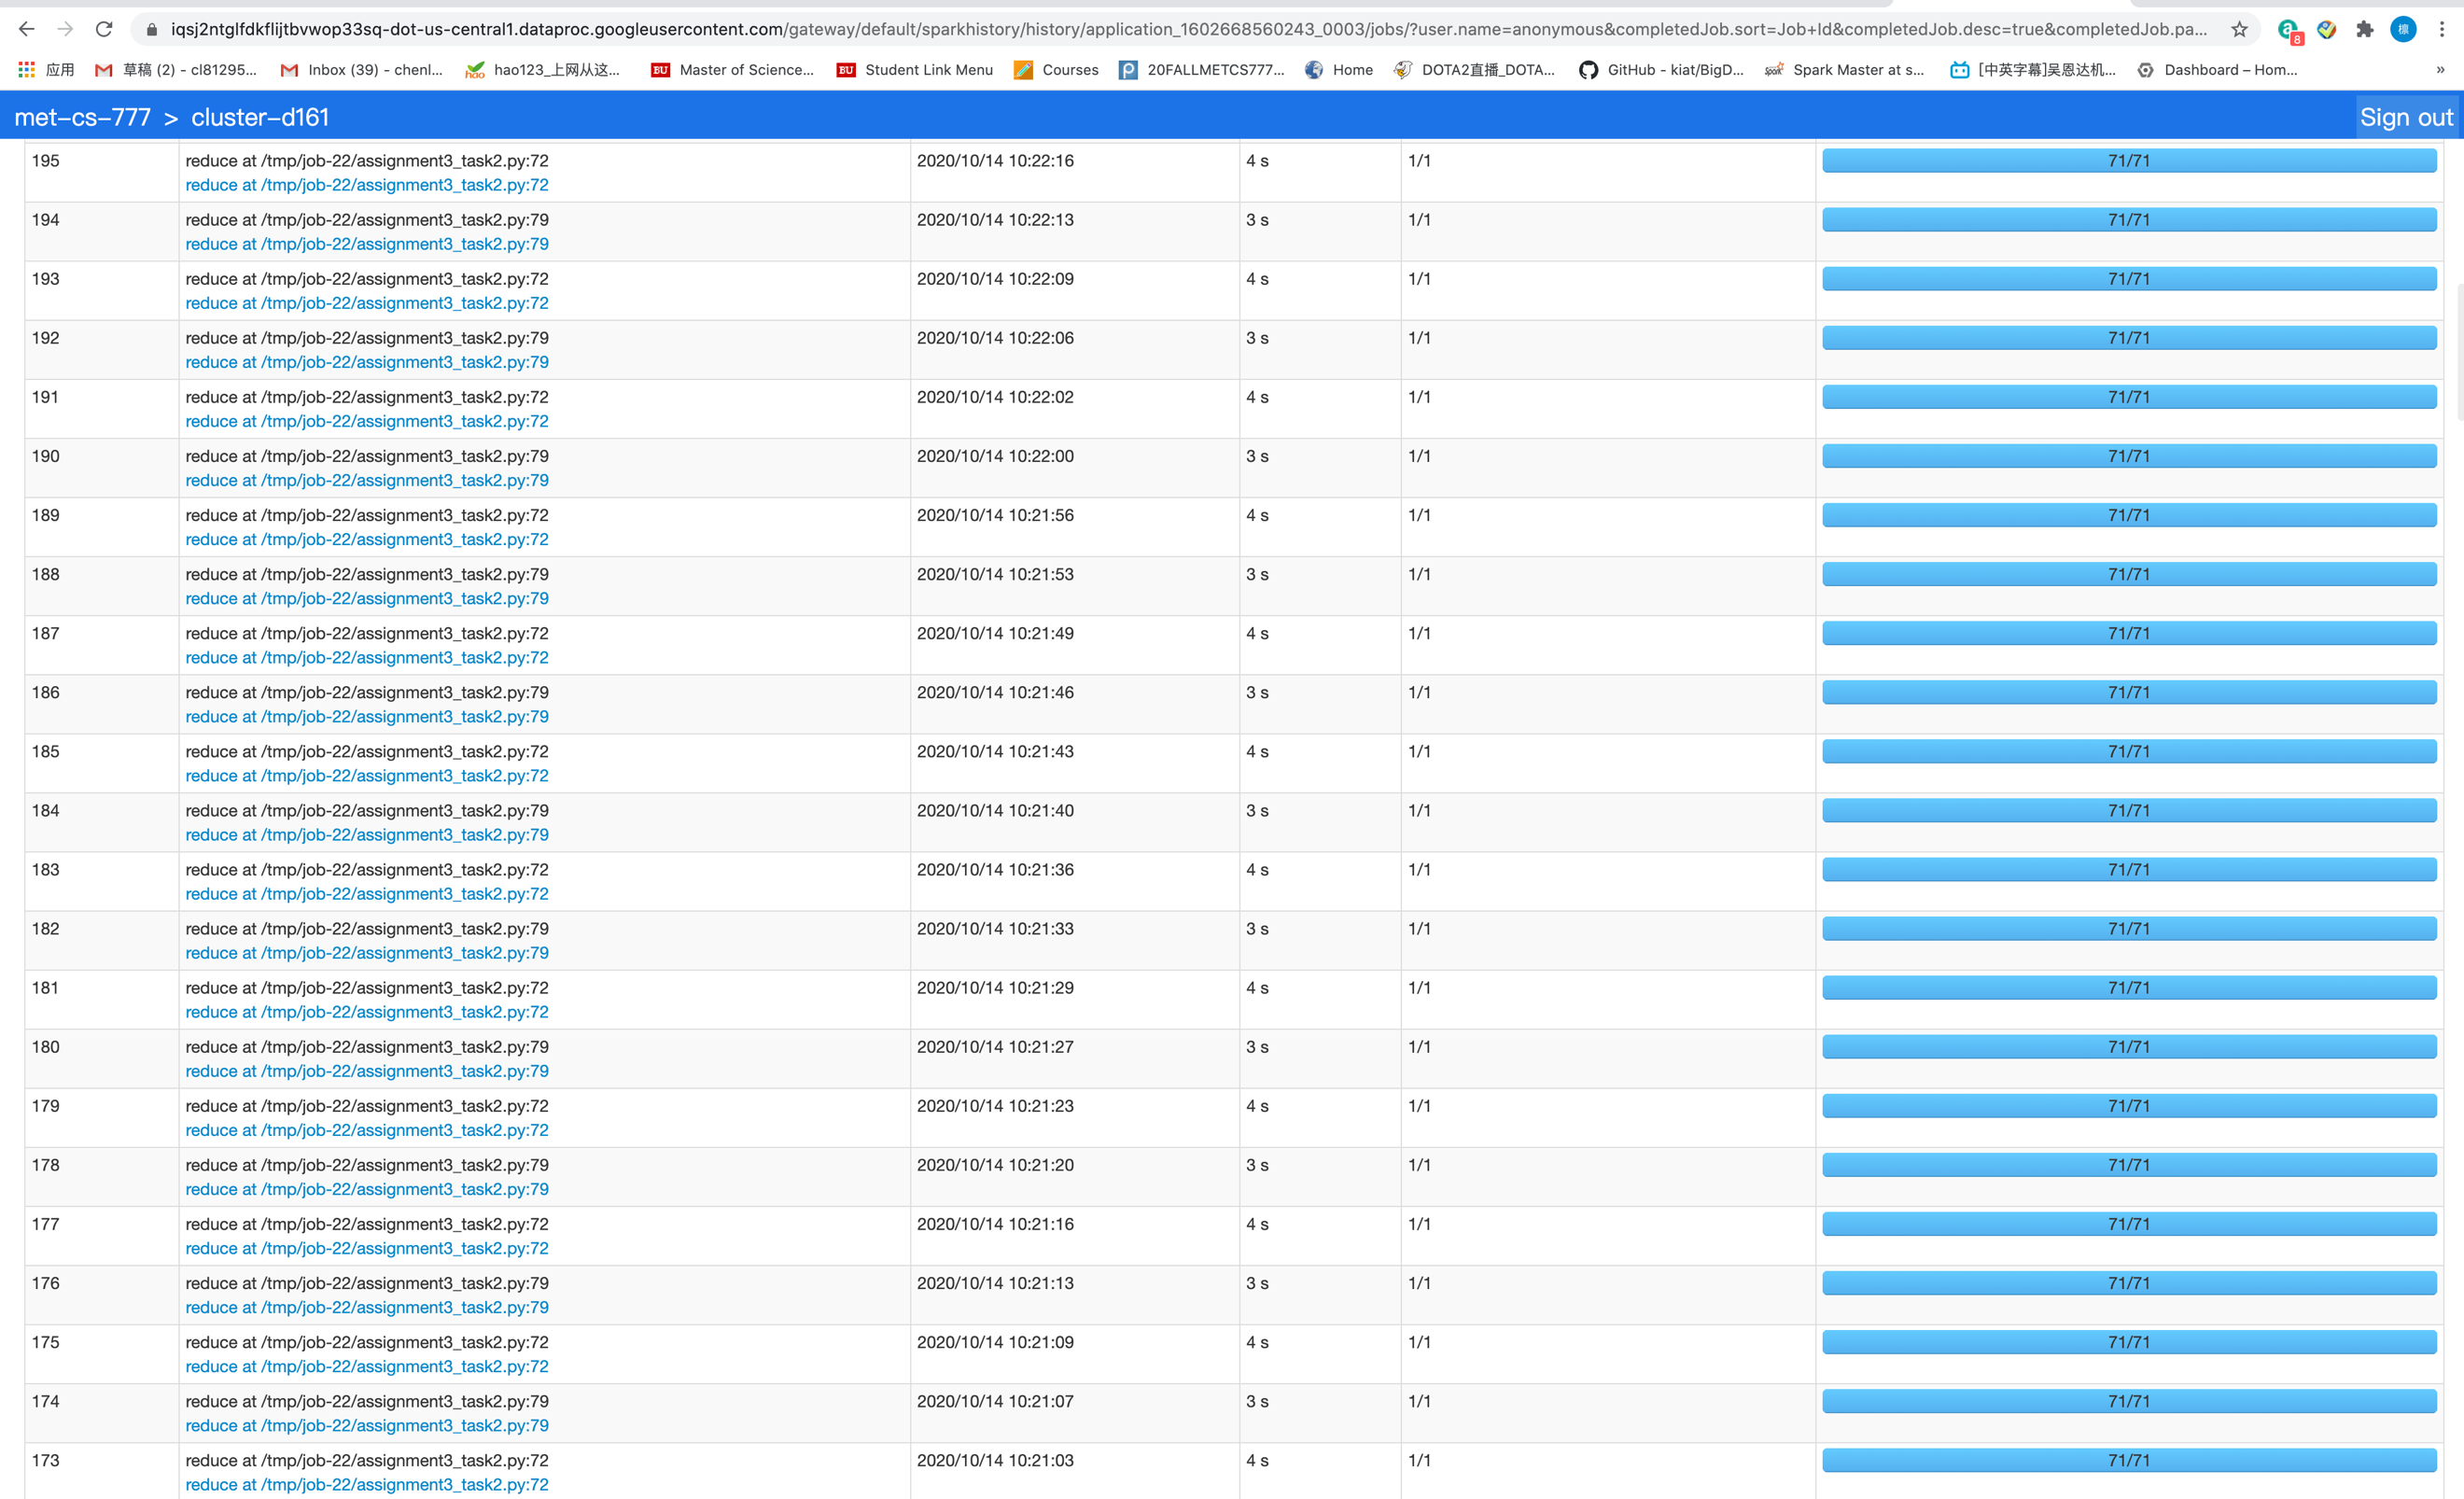 iqsj2ntglfdkflijtbvwop33sq-dot-us-central1.dataproc.googleusercontent.com/gateway/default/sparkhistory/history/application_1602668560243_0003/jobs/?user.name=anonymous&completedJob.sort=Job+Id&completedJob.desc=true&completedJob.pa...
8
應用 草稿 (2) - cl81295... Inbox (39) - chenl... hao123_上网从这... Master of Science... Student Link Menu Courses 20FALLMETCS777... Home DOTA2直播_DOTA... GitHub - kiat/BigD... Spark Master at s... [中英字幕]吴恩达机... Dashboard – Hom... »
met-cs-777 > cluster-d161 Sign out
195 reduce at /tmp/job-22/assignment3_task2.py:72 2020/10/14 10:22:16 4 s 1/1 71/71
reduce at /tmp/job-22/assignment3_task2.py:72
194 reduce at /tmp/job-22/assignment3_task2.py:79 2020/10/14 10:22:13 3 s 1/1 71/71
reduce at /tmp/job-22/assignment3_task2.py:79
193 reduce at /tmp/job-22/assignment3_task2.py:72 2020/10/14 10:22:09 4 s 1/1 71/71
reduce at /tmp/job-22/assignment3_task2.py:72
192 reduce at /tmp/job-22/assignment3_task2.py:79 2020/10/14 10:22:06 3 s 1/1 71/71
reduce at /tmp/job-22/assignment3_task2.py:79
191 reduce at /tmp/job-22/assignment3_task2.py:72 2020/10/14 10:22:02 4 s 1/1 71/71
reduce at /tmp/job-22/assignment3_task2.py:72
190 reduce at /tmp/job-22/assignment3_task2.py:79 2020/10/14 10:22:00 3 s 1/1 71/71
reduce at /tmp/job-22/assignment3_task2.py:79
189 reduce at /tmp/job-22/assignment3_task2.py:72 2020/10/14 10:21:56 4 s 1/1 71/71
reduce at /tmp/job-22/assignment3_task2.py:72
188 reduce at /tmp/job-22/assignment3_task2.py:79 2020/10/14 10:21:53 3 s 1/1 71/71
reduce at /tmp/job-22/assignment3_task2.py:79
187 reduce at /tmp/job-22/assignment3_task2.py:72 2020/10/14 10:21:49 4 s 1/1 71/71
reduce at /tmp/job-22/assignment3_task2.py:72
186 reduce at /tmp/job-22/assignment3_task2.py:79 2020/10/14 10:21:46 3 s 1/1 71/71
reduce at /tmp/job-22/assignment3_task2.py:79
185 reduce at /tmp/job-22/assignment3_task2.py:72 2020/10/14 10:21:43 4 s 1/1 71/71
reduce at /tmp/job-22/assignment3_task2.py:72
184 reduce at /tmp/job-22/assignment3_task2.py:79 2020/10/14 10:21:40 3 s 1/1 71/71
reduce at /tmp/job-22/assignment3_task2.py:79
183 reduce at /tmp/job-22/assignment3_task2.py:72 2020/10/14 10:21:36 4 s 1/1 71/71
reduce at /tmp/job-22/assignment3_task2.py:72
182 reduce at /tmp/job-22/assignment3_task2.py:79 2020/10/14 10:21:33 3 s 1/1 71/71
reduce at /tmp/job-22/assignment3_task2.py:79
181 reduce at /tmp/job-22/assignment3_task2.py:72 2020/10/14 10:21:29 4 s 1/1 71/71
reduce at /tmp/job-22/assignment3_task2.py:72
180 reduce at /tmp/job-22/assignment3_task2.py:79 2020/10/14 10:21:27 3 s 1/1 71/71
reduce at /tmp/job-22/assignment3_task2.py:79
179 reduce at /tmp/job-22/assignment3_task2.py:72 2020/10/14 10:21:23 4 s 1/1 71/71
reduce at /tmp/job-22/assignment3_task2.py:72
178 reduce at /tmp/job-22/assignment3_task2.py:79 2020/10/14 10:21:20 3 s 1/1 71/71
reduce at /tmp/job-22/assignment3_task2.py:79
177 reduce at /tmp/job-22/assignment3_task2.py:72 2020/10/14 10:21:16 4 s 1/1 71/71
reduce at /tmp/job-22/assignment3_task2.py:72
176 reduce at /tmp/job-22/assignment3_task2.py:79 2020/10/14 10:21:13 3 s 1/1 71/71
reduce at /tmp/job-22/assignment3_task2.py:79
175 reduce at /tmp/job-22/assignment3_task2.py:72 2020/10/14 10:21:09 4 s 1/1 71/71
reduce at /tmp/job-22/assignment3_task2.py:72
174 reduce at /tmp/job-22/assignment3_task2.py:79 2020/10/14 10:21:07 3 s 1/1 71/71
reduce at /tmp/job-22/assignment3_task2.py:79
173 reduce at /tmp/job-22/assignment3_task2.py:72 2020/10/14 10:21:03 4 s 1/1 71/71
reduce at /tmp/job-22/assignment3_task2.py:72